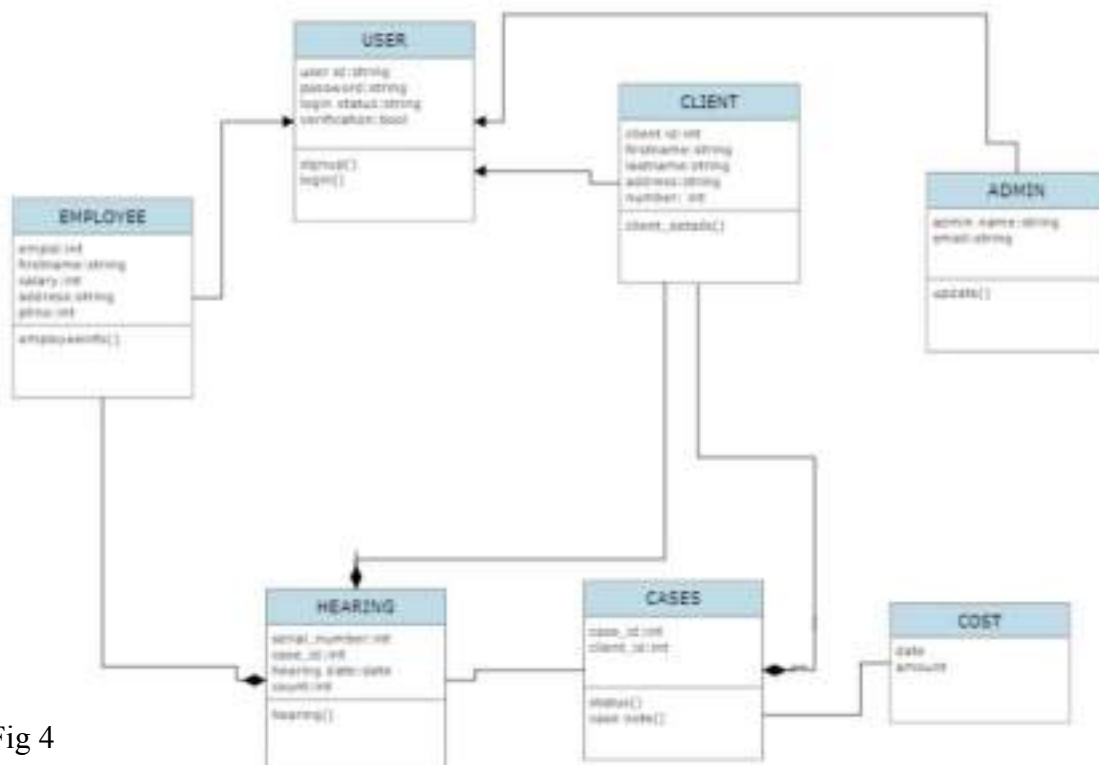 USER
user id:string
password:string
login status:string
verification:bool
signup()
login()
CLIENT
client id:int
firstname:string
lastname:string
address:string
number: int
client_details()
ADMIN
admin name:string
email:string
update()
EMPLOYEE
empid:int
firstname:string
salary:int
address:string
phno:int
employeeinfo()
HEARING
serial_number:int
case_id:int
hearing date:date
court:int
hearing()
CASES
case_id:int
client_id:int
status()
case note()
COST
date
amount
Fig 4